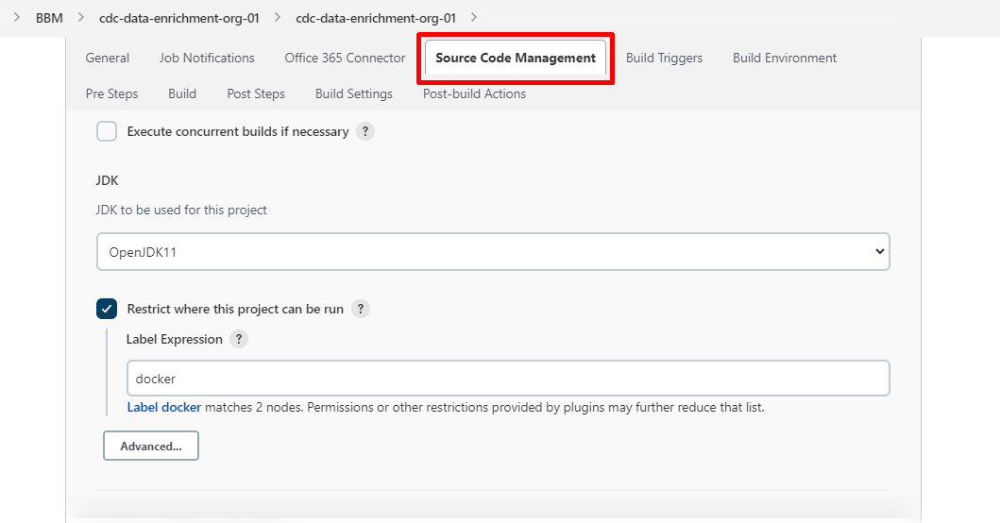 BBM cdc-data-enrichment-org-01 cdc-data-enrichment-org-01
General Job Notifications Office 365 Connector Source Code Management Build Triggers Build Environment
Pre Steps Build Post Steps Build Settings Post-build Actions
Execute concurrent builds if necessary ?
JDK
JDK to be used for this project
OpenJDK11
Restrict where this project can be run ?
Label Expression ?
docker
Label docker matches 2 nodes. Permissions or other restrictions provided by plugins may further reduce that list.
Advanced...